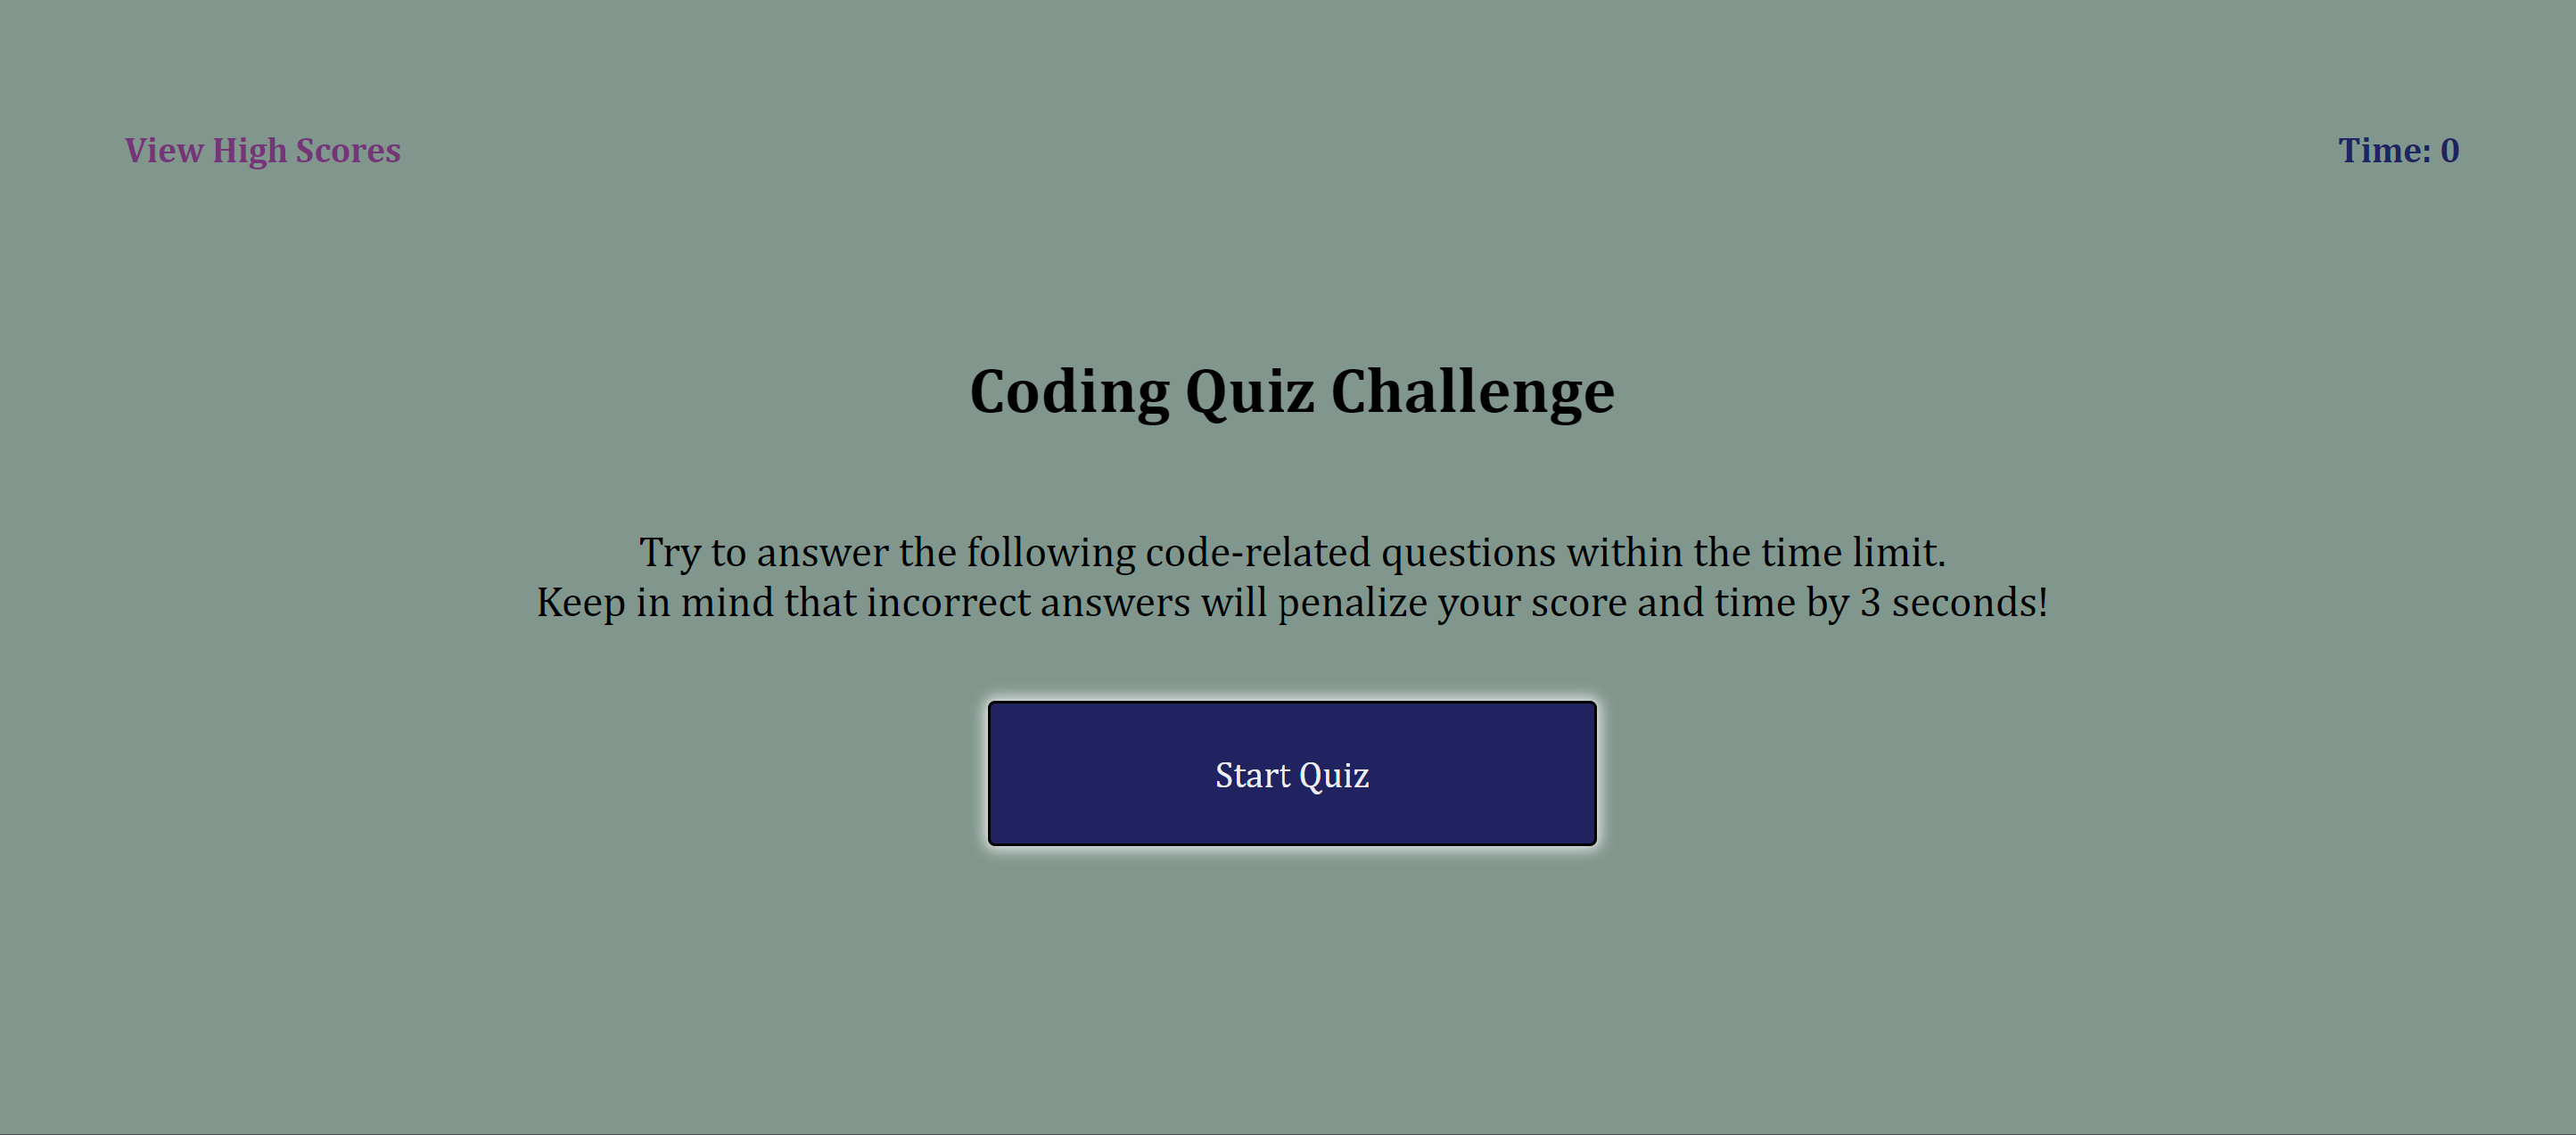 View High Scores
Time: 0
Coding Quiz Challenge
Try to answer the following code-related questions within the time limit.
Keep in mind that incorrect answers will penalize your score and time by 3 seconds!
Start Quiz